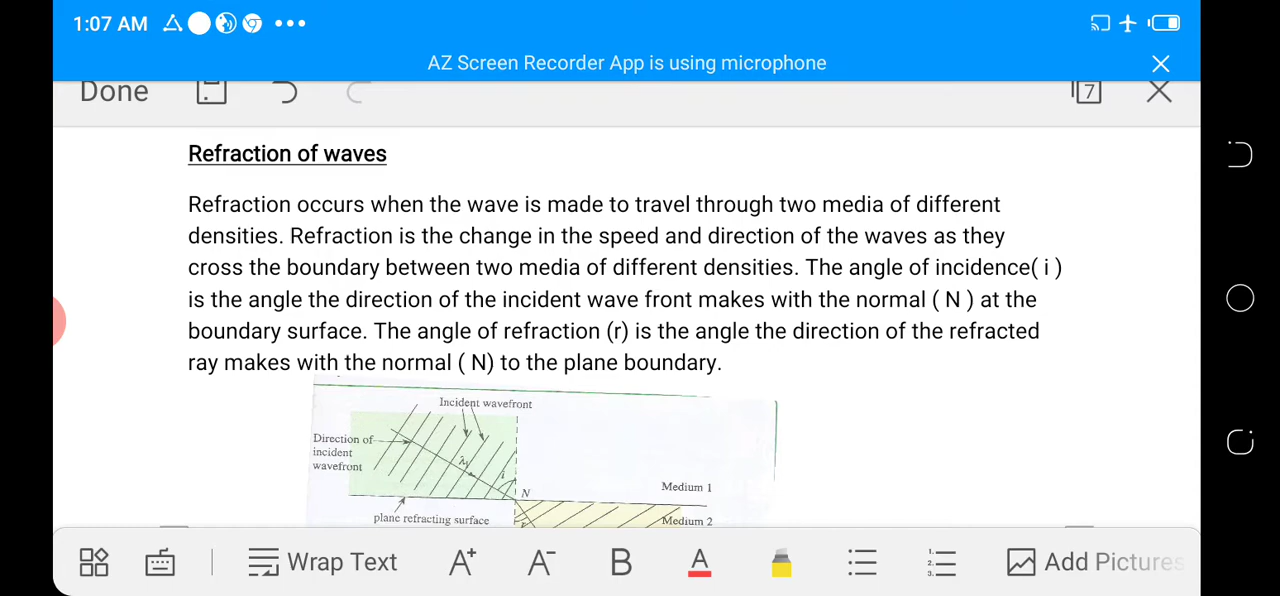 1:07 AM
AZ Screen Recorder App is using microphone
Done
7
Refraction of waves
Refraction occurs when the wave is made to travel through two media of different
densities. Refraction is the change in the speed and direction of the waves as they
cross the boundary between two media of different densities. The angle of incidence( i )
is the angle the direction of the incident wave front makes with the normal ( N ) at the
boundary surface. The angle of refraction (r) is the angle the direction of the refracted
ray makes with the normal ( N) to the plane boundary.
Incident wavefront
Direction of
incident
wavefront
i
N
Medium 1
plane refracting surface
Medium 2
Wrap Text
A+
A-
B
A
Add Pictures